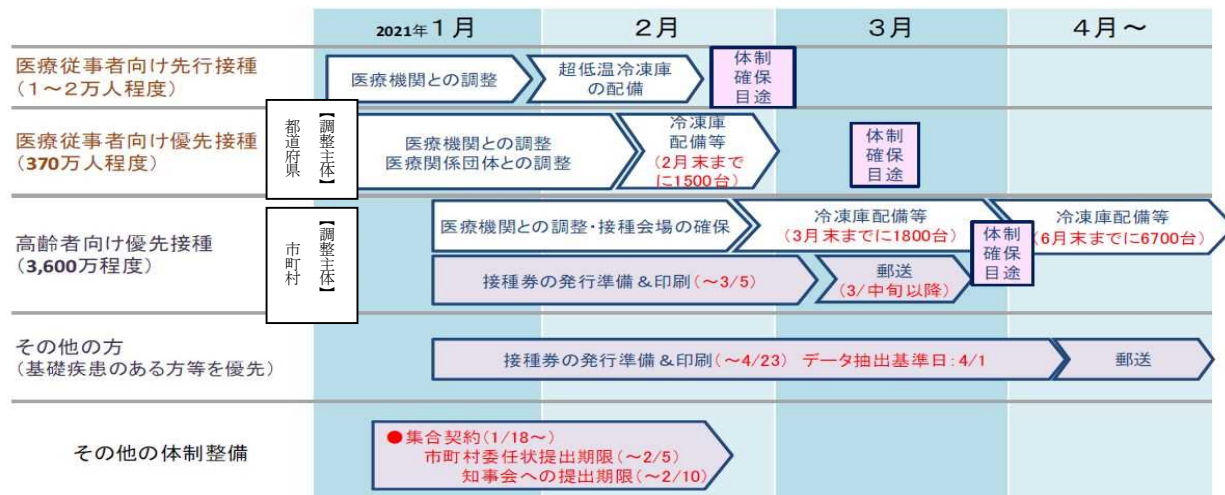 2021年1月
2月
3月
4月～
医療従事者向け先行接種
（1～2万人程度）
医療機関との調整
超低温冷凍庫
の配備
体制
確保
目途
医療従事者向け優先接種
（370万人程度）
【調整主体】
都道府県
医療機関との調整
医療関係団体との調整
冷凍庫
配備等
（2月末まで
に1500台）
体制
確保
目途
高齢者向け優先接種
（3,600万程度）
【調整主体】
市町村
医療機関との調整・接種会場の確保
冷凍庫配備等
（3月末までに1800台）
冷凍庫配備等
（6月末までに6700台）
体制
確保
目途
接種券の発行準備＆印刷（～3/5）
郵送
（3/中旬以降）
その他の方
（基礎疾患のある方等を優先）
接種券の発行準備＆印刷（～4/23） データ抽出基準日：4/1
郵送
その他の体制整備
●集合契約（1/18～）
市町村委任状提出期限（～2/5）
知事会への提出期限（～2/10）